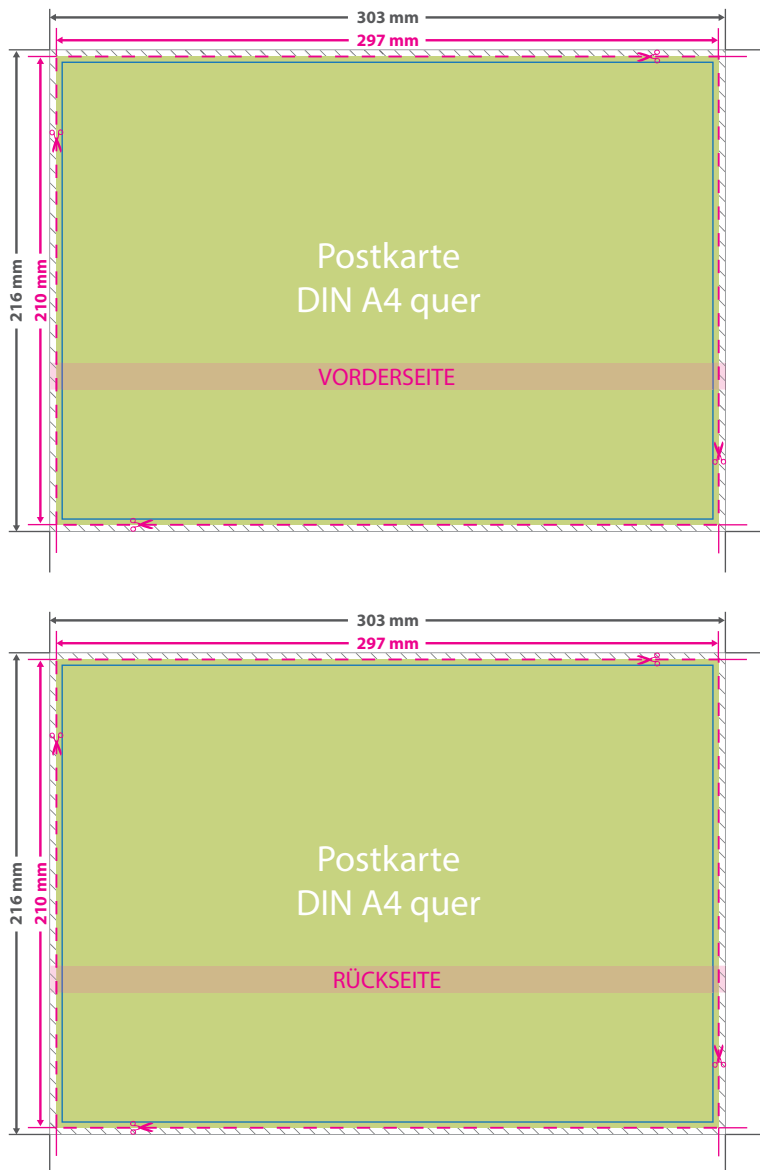 303 mm
297 mm
216 mm
210 mm
Postkarte
DIN A4 quer
VORDERSEITE
303 mm
297 mm
216 mm
210 mm
Postkarte
DIN A4 quer
RÜCKSEITE